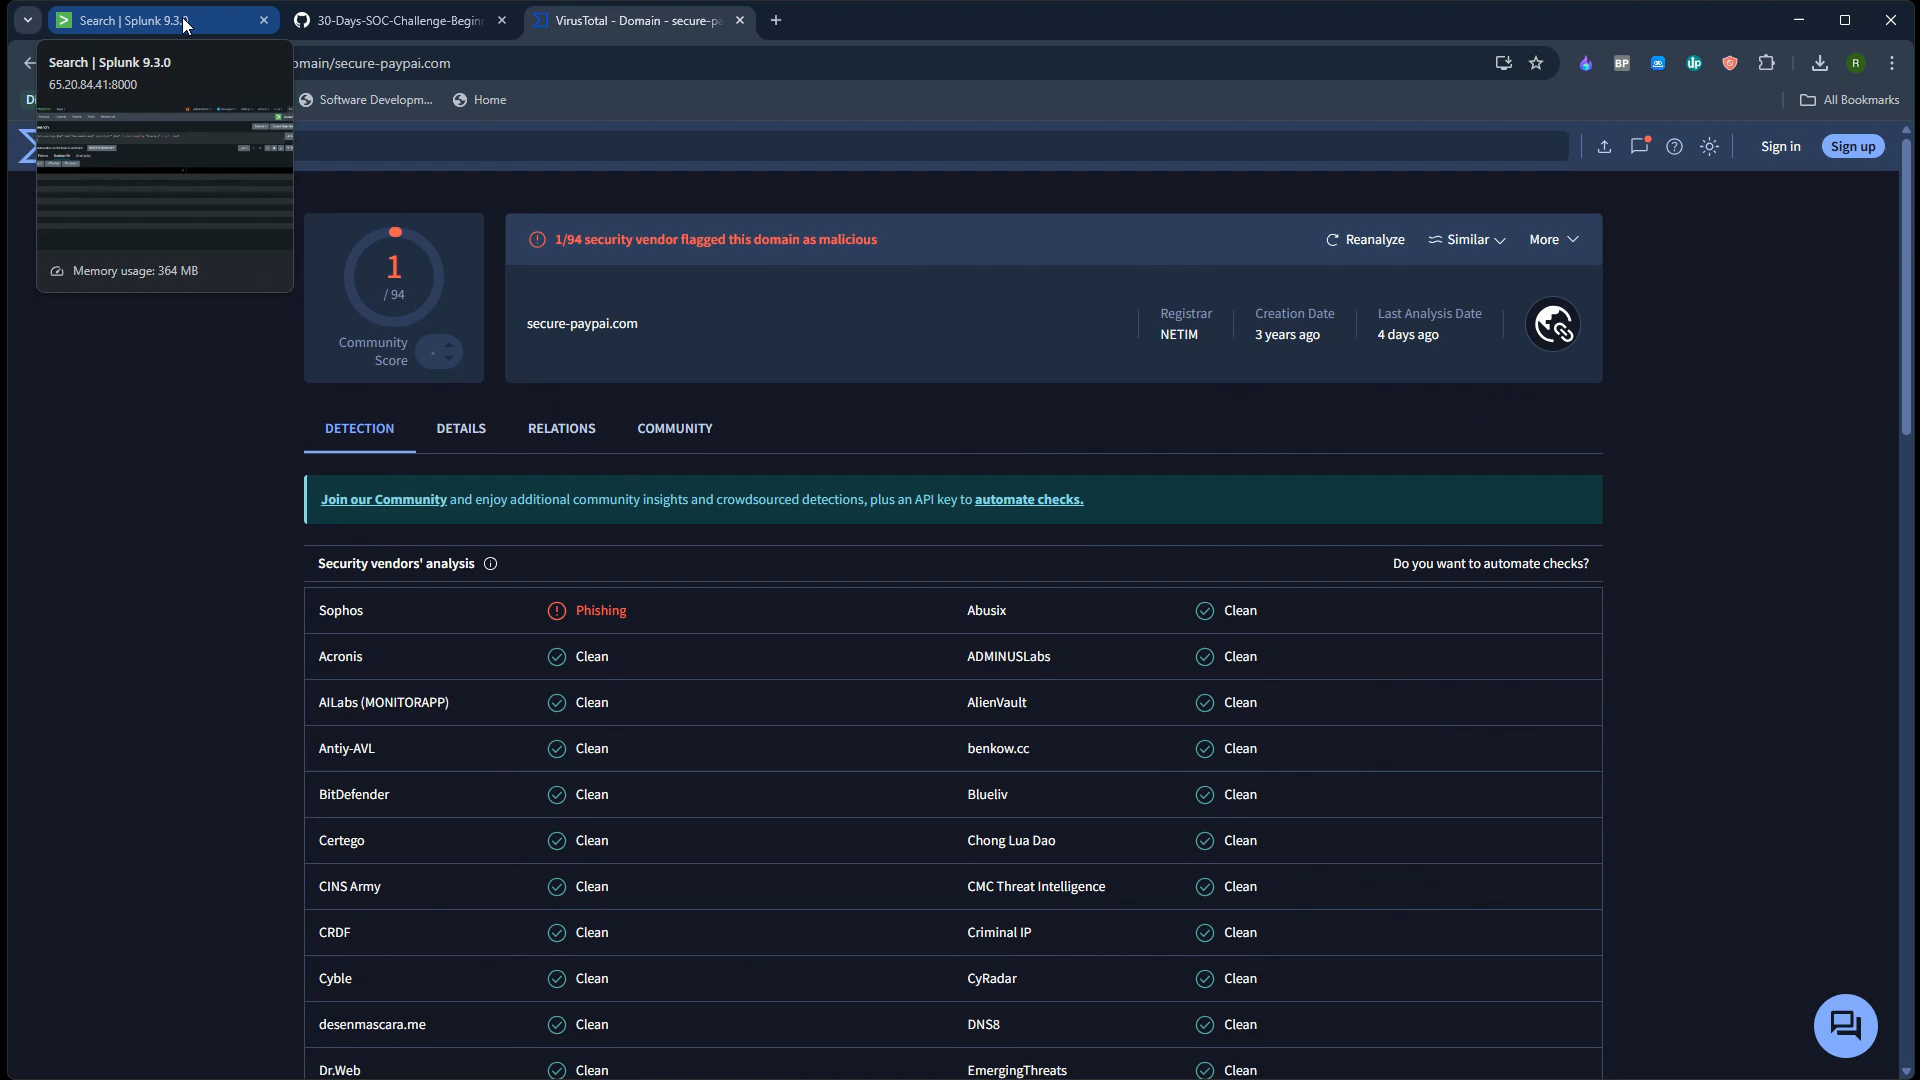 Search | Splunk 9.3.0
30-Days-SOC-Challenge-Begin
VirusTotal - Domain - secure-pa
Search | Splunk 9.3.0
65.20.84.41:8000
Memory usage: 364 MB
main/secure-paypai.com
BP
up
R
Software Developm...
Home
All Bookmarks
Sign in
Sign up
1
/ 94
Community
Score
1/94 security vendor flagged this domain as malicious
Reanalyze
Similar
More
secure-paypai.com
Registrar
NETIM
Creation Date
3 years ago
Last Analysis Date
4 days ago
DETECTION
DETAILS
RELATIONS
COMMUNITY
Join our Community and enjoy additional community insights and crowdsourced detections, plus an API key to automate checks.
Security vendors' analysis
Do you want to automate checks?
Sophos Phishing Abusix Clean
Acronis Clean ADMINUSLabs Clean
AILabs (MONITORAPP) Clean AlienVault Clean
Antiy-AVL Clean benkow.cc Clean
BitDefender Clean Blueliv Clean
Certego Clean Chong Lua Dao Clean
CINS Army Clean CMC Threat Intelligence Clean
CRDF Clean Criminal IP Clean
Cyble Clean CyRadar Clean
desenmascara.me Clean DNS8 Clean
Dr.Web Clean EmergingThreats Clean